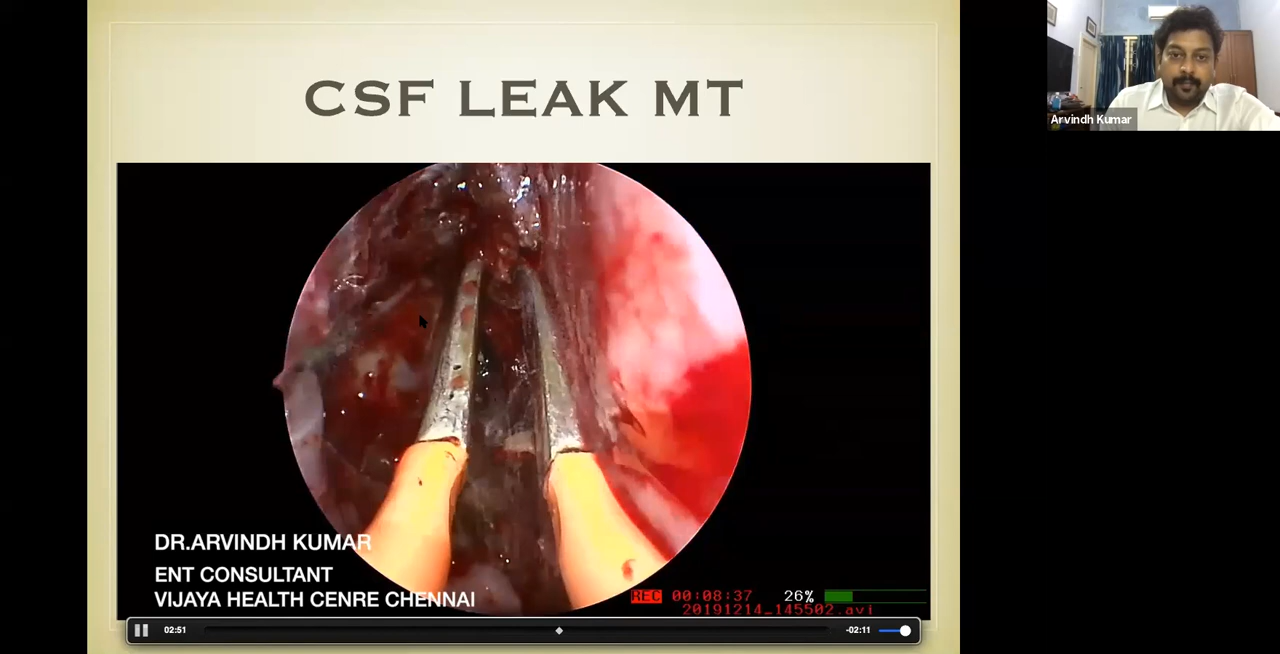 CSF LEAK MT
Arvindh Kumar
DR.ARVINDH KUMAR
ENT CONSULTANT
VIJAYA HEALTH CENRE CHENNAI
REC 00:08:37 26%
20191214_145502.avi
02:51 -02:11